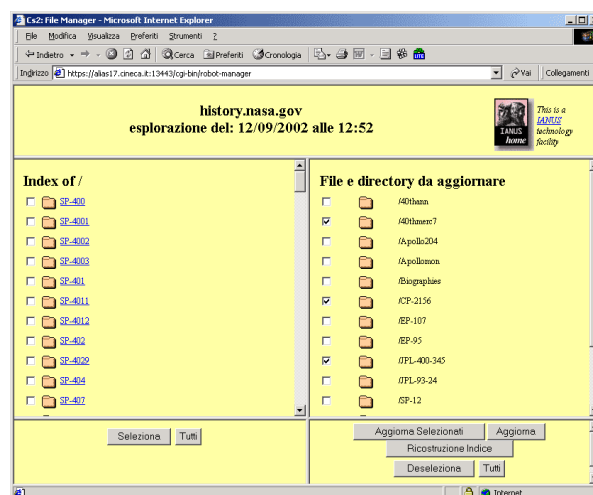 Cs2: File Manager - Microsoft Internet Explorer
File Modifica Visualizza Preferiti Strumenti ?
Indietro Cerca Preferiti Cronologia
Indirizzo https://alias17.cineca.it:13443/cgi-bin/robot-manager Vai Collegamenti
history.nasa.gov
esplorazione del: 12/09/2002 alle 12:52
IANUS
home
This is a
IANUS
technology
facility
Index of /
SP-400
SP-4001
SP-4002
SP-4003
SP-401
SP-4011
SP-4012
SP-402
SP-4029
SP-404
SP-407
Seleziona Tutti
File e directory da aggiornare
/40thann
/40thmerc7
/Apollo204
/Apollomon
/Biographies
/CP-2156
/EP-107
/EP-95
/JPL-400-345
/JPL-93-24
/SP-12
Aggiorna Selezionati Aggiorna
Ricostruzione Indice
Deseleziona Tutti
Internet